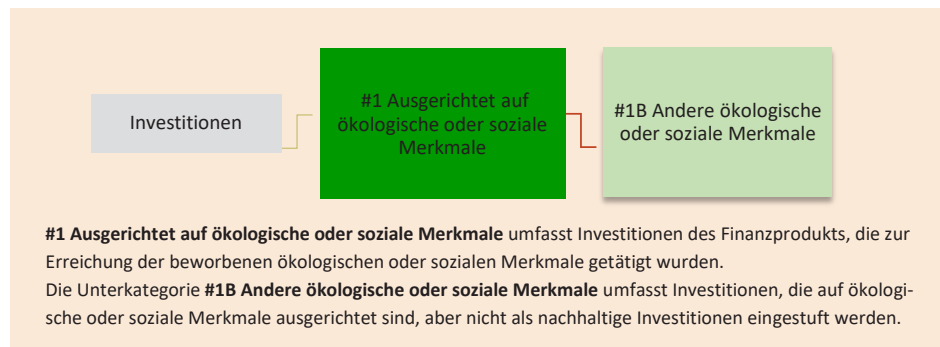 Investitionen
#1 Ausgerichtet auf
ökologische oder soziale
Merkmale
#1B Andere ökologische
oder soziale Merkmale
#1 Ausgerichtet auf ökologische oder soziale Merkmale umfasst Investitionen des Finanzprodukts, die zur
Erreichung der beworbenen ökologischen oder sozialen Merkmale getätigt wurden.
Die Unterkategorie #1B Andere ökologische oder soziale Merkmale umfasst Investitionen, die auf ökologi-
sche oder soziale Merkmale ausgerichtet sind, aber nicht als nachhaltige Investitionen eingestuft werden.